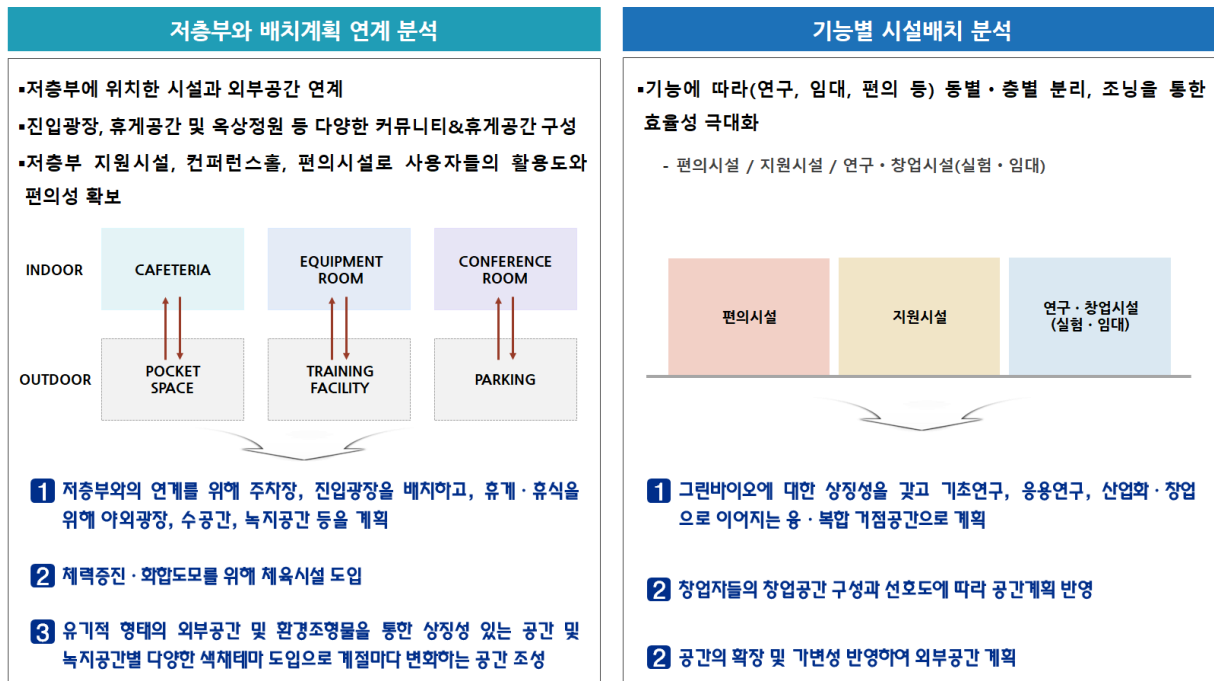 저층부와 배치계획 연계 분석
▪저층부에 위치한 시설과 외부공간 연계
▪진입광장, 휴게공간 및 옥상정원 등 다양한 커뮤니티&휴게공간 구성
▪저층부 지원시설, 컨퍼런스홀, 편의시설로 사용자들의 활용도와
편의성 확보
INDOOR
CAFETERIA
EQUIPMENT
ROOM
CONFERENCE
ROOM
OUTDOOR
POCKET
SPACE
TRAINING
FACILITY
PARKING
1 저층부와의 연계를 위해 주차장, 진입광장을 배치하고, 휴게·휴식을
위해 야외광장, 수공간, 녹지공간 등을 계획
2 체력증진·화합도모를 위해 체육시설 도입
3 유기적 형태의 외부공간 및 환경조형물을 통한 상징성 있는 공간 및
녹지공간별 다양한 색채테마 도입으로 계절마다 변화하는 공간 조성
기능별 시설배치 분석
▪기능에 따라(연구, 임대, 편의 등) 동별·층별 분리, 조닝을 통한
효율성 극대화
- 편의시설 / 지원시설 / 연구·창업시설(실험·임대)
편의시설
지원시설
연구·창업시설
(실험·임대)
1 그린바이오에 대한 상징성을 갖고 기초연구, 응용연구, 산업화·창업
으로 이어지는 융·복합 거점공간으로 계획
2 창업자들의 창업공간 구성과 선호도에 따라 공간계획 반영
2 공간의 확장 및 가변성 반영하여 외부공간 계획